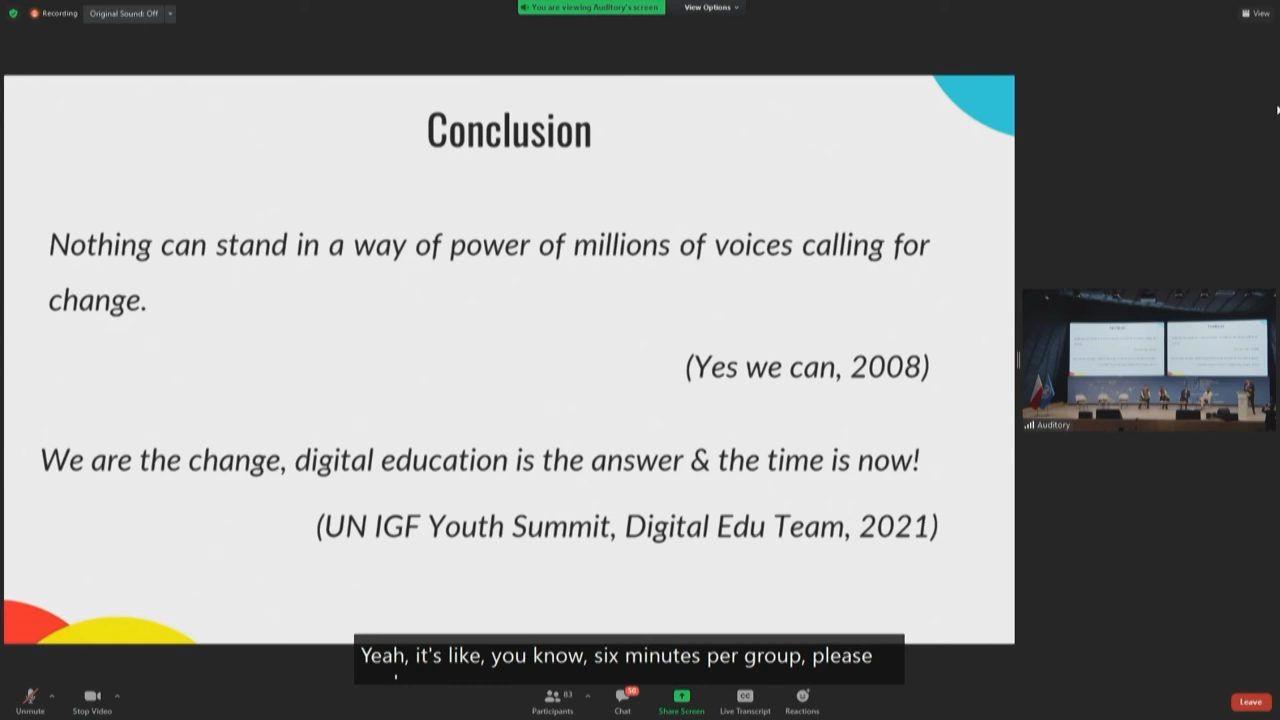 Recording
Original Sound: Off
You are viewing Auditory's screen
View Options
View
Conclusion
Nothing can stand in a way of power of millions of voices calling for
change.
(Yes we can, 2008)
We are the change, digital education is the answer & the time is now!
(UN IGF Youth Summit, Digital Edu Team, 2021)
Auditory
Yeah, it's like, you know, six minutes per group, please
Unmute
Stop Video
83
Participants
58
Chat
Share Screen
CC
Live Transcript
Reactions
Leave